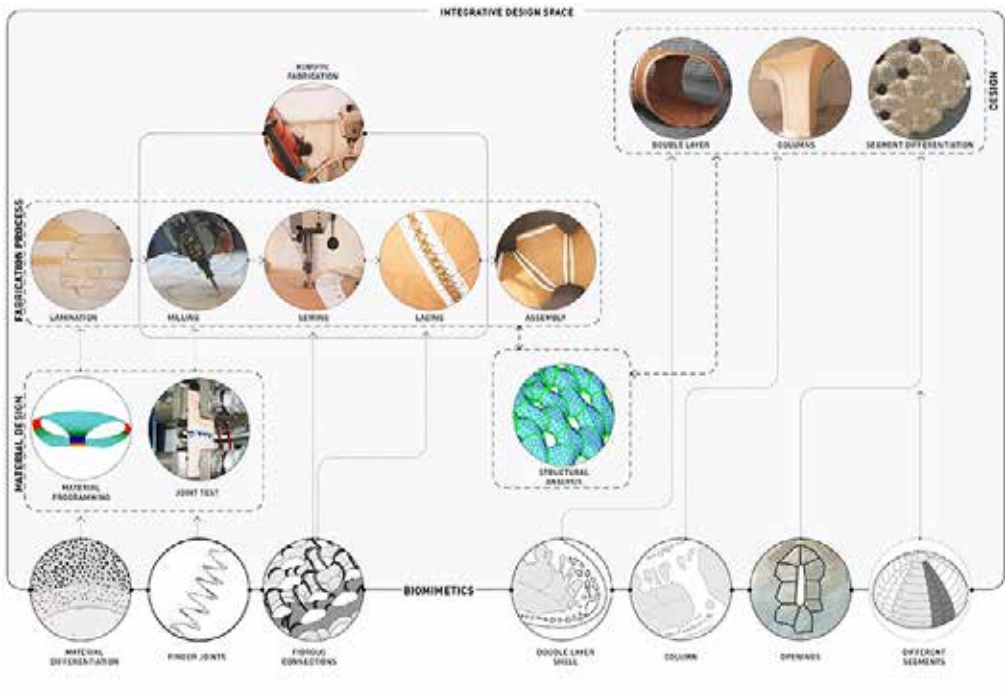 INTEGRATIVE DESIGN SPACE
ROBOTIC
FABRICATION
DESIGN
DOUBLE LAYER
COLUMNS
SEGMENT DIFFERENTIATION
FABRICATION PROCESS
LAMINATION
MILLING
SEWING
LACING
ASSEMBLY
MATERIAL DESIGN
MATERIAL
PROGRAMMING
JOINT TEST
STRUCTURAL
ANALYSIS
BIOMIMETICS
MATERIAL
DIFFERENTIATION
FINGER JOINTS
FIBROUS
CONNECTIONS
DOUBLE LAYER
SHELL
COLUMN
OPENINGS
DIFFERENT
SEGMENTS